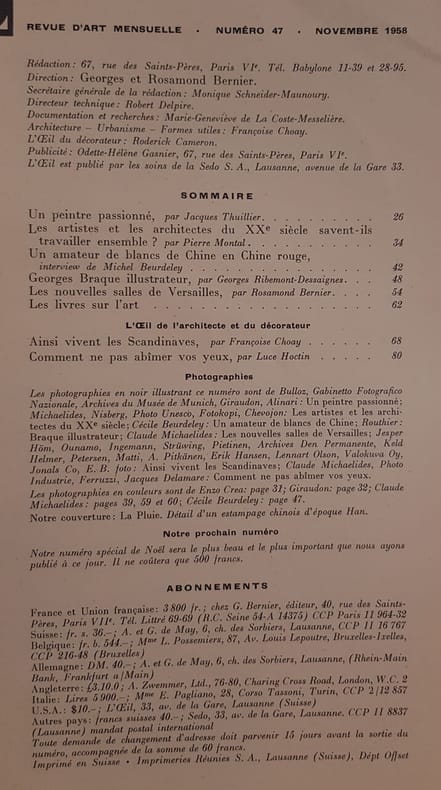 REVUE D'ART MENSUELLE • NUMÉRO 47 • NOVEMBRE 1958
Rédaction : 67, rue des Saints-Pères, Paris VIe. Tél. Babylone 11-39 et 28-95.
Direction : Georges et Rosamond Bernier.
Secrétaire générale de la rédaction : Monique Schneider-Maunoury.
Directeur technique : Robert Delpire.
Documentation et recherches : Marie-Geneviève de La Coste-Messelière.
Architecture – Urbanisme – Formes utiles : Françoise Choay.
L'Œil du décorateur : Roderick Cameron.
Publicité : Odette-Hélène Gasnier, 67, rue des Saints-Pères, Paris VIe.
L'Œil est publié par les soins de la Sedo S. A., Lausanne, avenue de la Gare 33.
SOMMAIRE
Un peintre passionné, par Jacques Thuillier. . . . . . . . . . . 26
Les artistes et les architectes du XXe siècle savent-ils
travailler ensemble ? par Pierre Montal . . . . . . . . . . . 34
Un amateur de blancs de Chine en Chine rouge,
interview de Michel Beurdeley . . . . . . . . . . . . . . 42
Georges Braque illustrateur, par Georges Ribemont-Dessaignes. . . . 48
Les nouvelles salles de Versailles, par Rosamond Bernier. . . . 54
Les livres sur l'art . . . . . . . . . . . . . . . . . 62
L'Œil de l'architecte et du décorateur
Ainsi vivent les Scandinaves, par Françoise Choay . . . . . 68
Comment ne pas abîmer vos yeux, par Luce Hoctin . . . . . 80
Photographies
Les photographies en noir illustrant ce numéro sont de Bulloz, Gabinetto Fotografico
Nazionale, Archives du Musée de Munich, Giraudon, Alinari : Un peintre passionné;
Michaelides, Nisberg, Photo Unesco, Fotokopi, Chevojon: Les artistes et les archi-
tectes du XXe siècle; Cécile Beurdeley: Un amateur de blancs de Chine; Routhier :
Braque illustrateur; Claude Michaelides : Les nouvelles salles de Versailles; Jesper
Höm, Ounamo, Ingemann, Strüwing, Pietinen, Archives Den Permanente, Keld
Helmer, Petersen, Matti, A. Pitkänen, Erik Hansen, Lennart Olson, Valokuva Oy,
Jonals Co, E. B. foto : Ainsi vivent les Scandinaves; Claude Michaelides, Photo
Industrie, Ferruzzi, Jacques Delamare : Comment ne pas abîmer vos yeux.
Les photographies en couleurs sont de Enzo Crea: page 31; Giraudon: page 32; Claude
Michaelides : pages 39, 59 et 60; Cécile Beurdeley : page 47.
Notre couverture : La Pluie. Détail d'un estampage chinois d'époque Han.
Notre prochain numéro
Notre numéro spécial de Noël sera le plus beau et le plus important que nous ayons
publié à ce jour. Il ne coûtera que 500 francs.
ABONNEMENTS
France et Union française: 3 800 fr.; chez G. Bernier, éditeur, 40, rue des Saints-
Pères, Paris VIIe. Tél. Littré 69-69 (R.C. Seine 54-A 14375) CCP Paris 11 964-32
Suisse: fr. s. 36.–; A. et G. de May, 6, ch. des Sorbiers, Lausanne, CCP II 16 767
Belgique: fr. b. 544.–; Mme L. Possemiers, 87, Av. Louis Lepoutre, Bruxelles-Ixelles,
CCP 216-48 (Bruxelles)
Allemagne: DM. 40.–; A. et G. de May, 6, ch. des Sorbiers, Lausanne, (Rhein-Main
Bank, Frankfurt a/Main)
Angleterre: £3.10.0; A. Zwemmer, Ltd., 76-80, Charing Cross Road, London, W.C. 2
Italie: Lires 5 900.–; Mme E. Pagliano, 28, Corso Tassoni, Turin, CCP 2/12 857
U.S.A.: $10.–; L'Œil, 33, av. de la Gare, Lausanne (Suisse)
Autres pays: francs suisses 40.–; Sedo, 33, av. de la Gare, Lausanne. CCP II 8837
(Lausanne) mandat postal international
Toute demande de changement d'adresse doit parvenir 15 jours avant la sortie du
numéro, accompagnée de la somme de 60 francs.
Imprimé en Suisse • Imprimeries Réunies S. A., Lausanne (Suisse), Dépt Offset